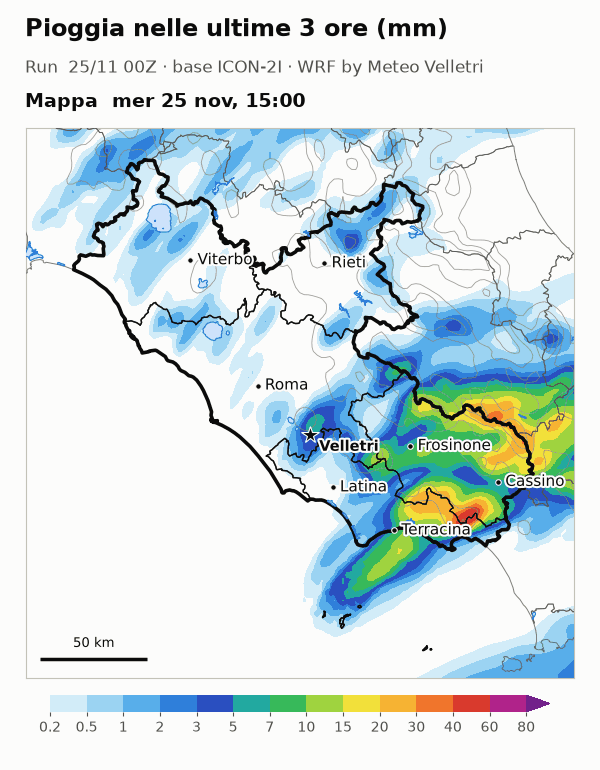 Pioggia nelle ultime 3 ore (mm)
Run  25/11 00Z · base ICON-2I · WRF by Meteo Velletri
Mappa  mer 25 nov, 15:00
Viterbo
Rieti
Roma
Velletri
Frosinone
Cassino
Latina
Terracina
50 km
0.2 0.5 1 2 3 5 7 10 15 20 30 40 60 80